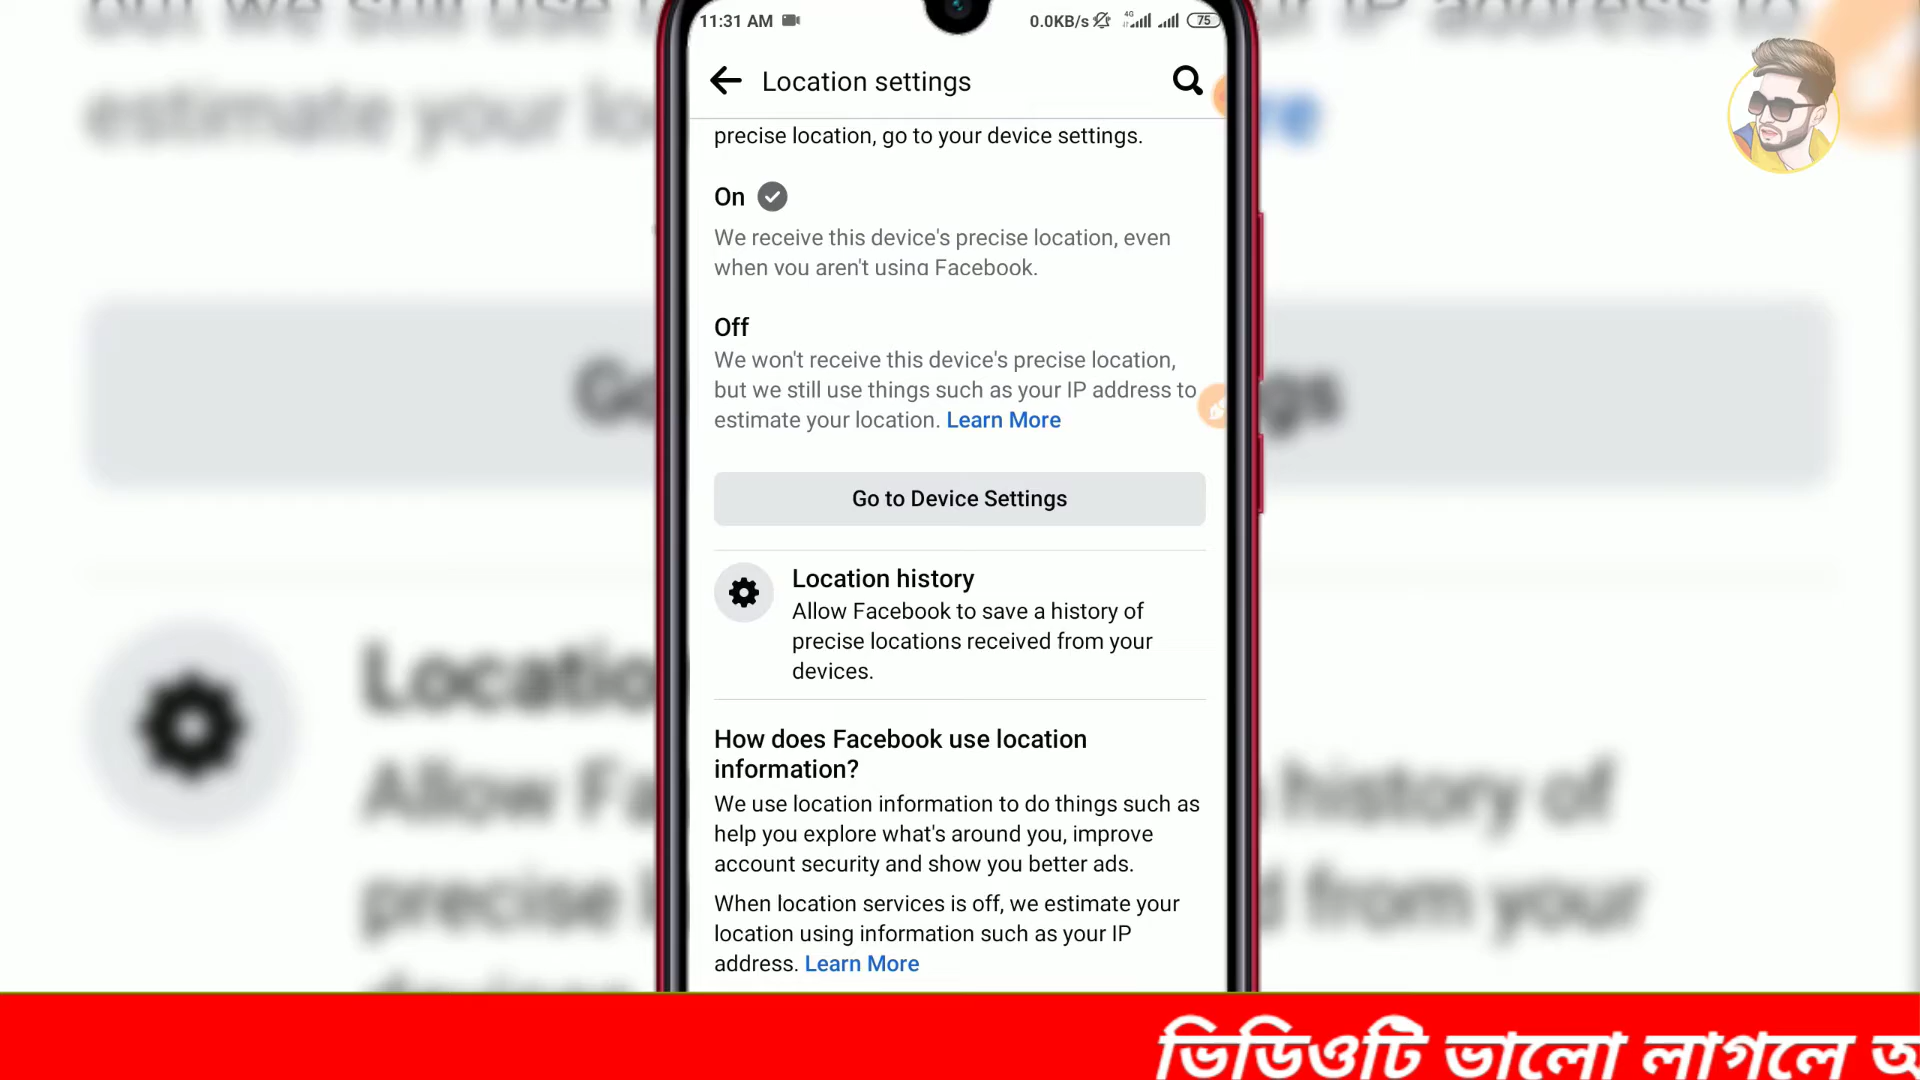 11:31 AM
0.0KB/s
4G
75
Location settings
precise location, go to your device settings.
On
We receive this device's precise location, even
when you aren't using Facebook.
Off
We won't receive this device's precise location,
but we still use things such as your IP address to
estimate your location. Learn More
Go to Device Settings
Location history
Allow Facebook to save a history of
precise locations received from your
devices.
How does Facebook use location
information?
We use location information to do things such as
help you explore what's around you, improve
account security and show you better ads.
When location services is off, we estimate your
location using information such as your IP
address. Learn More
ভিডিওটি ভালো লাগলে